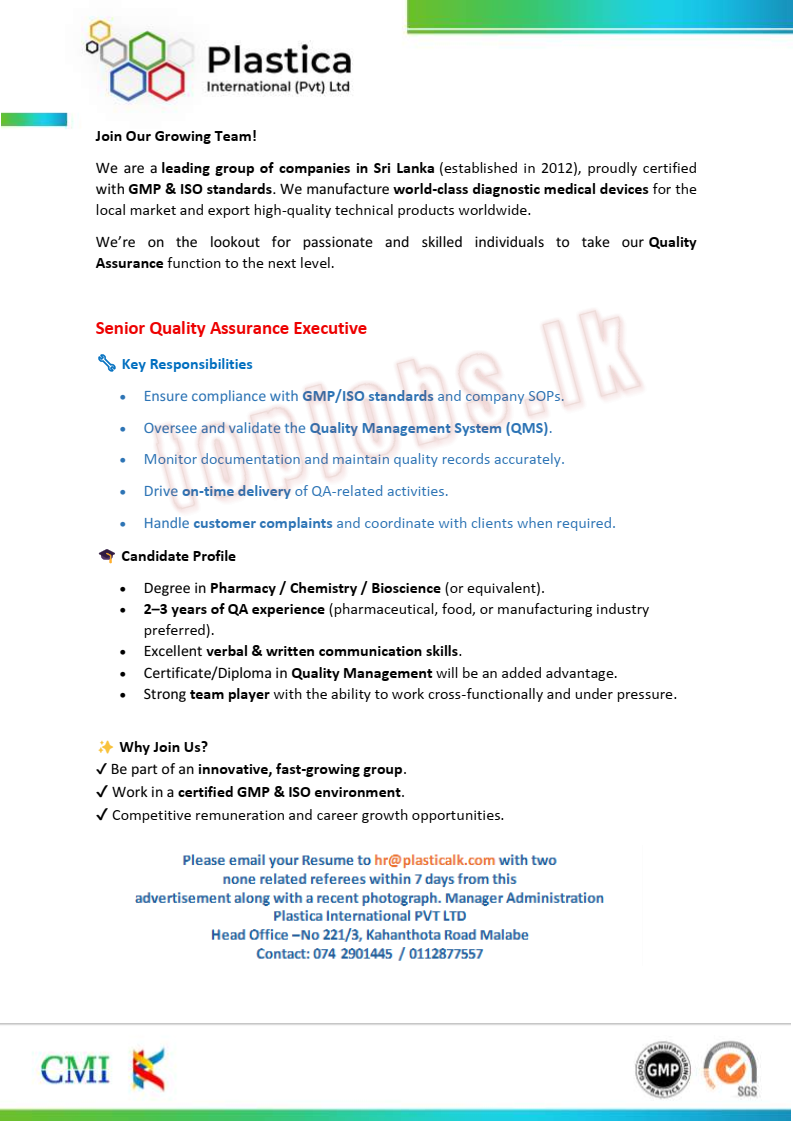 Plastica
International (Pvt) Ltd
Join Our Growing Team!
We are a leading group of companies in Sri Lanka (established in 2012), proudly certified
with GMP & ISO standards. We manufacture world-class diagnostic medical devices for the
local market and export high-quality technical products worldwide.
We're on the lookout for passionate and skilled individuals to take our Quality
Assurance function to the next level.
Senior Quality Assurance Executive
🔧 Key Responsibilities
• Ensure compliance with GMP/ISO standards and company SOPs.
• Oversee and validate the Quality Management System (QMS).
• Monitor documentation and maintain quality records accurately.
• Drive on-time delivery of QA-related activities.
• Handle customer complaints and coordinate with clients when required.
topjobs.lk
🎓 Candidate Profile
• Degree in Pharmacy / Chemistry / Bioscience (or equivalent).
• 2–3 years of QA experience (pharmaceutical, food, or manufacturing industry
preferred).
• Excellent verbal & written communication skills.
• Certificate/Diploma in Quality Management will be an added advantage.
• Strong team player with the ability to work cross-functionally and under pressure.
✨ Why Join Us?
✓ Be part of an innovative, fast-growing group.
✓ Work in a certified GMP & ISO environment.
✓ Competitive remuneration and career growth opportunities.
Please email your Resume to hr@plasticalk.com with two
none related referees within 7 days from this
advertisement along with a recent photograph. Manager Administration
Plastica International PVT LTD
Head Office –No 221/3, Kahanthota Road Malabe
Contact: 074 2901445 / 0112877557
CMI
GOOD MANUFACTURING
GMP
PRACTICE
SGS